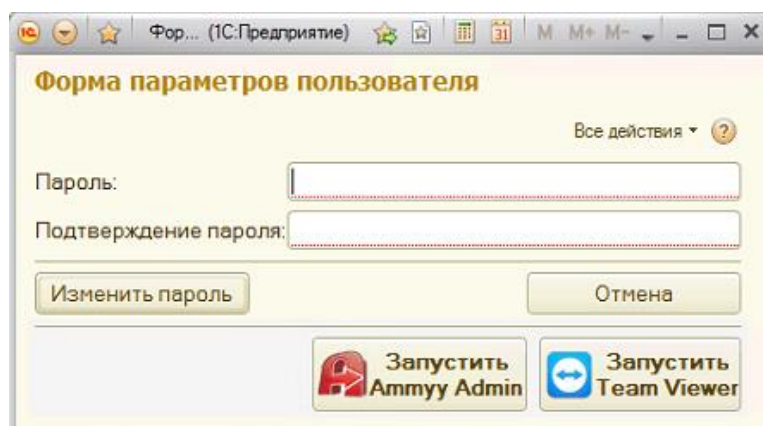 Фор... (1С:Предприятие) 31 M M+ M-
Форма параметров пользователя
Все действия ?
Пароль:
Подтверждение пароля:
Изменить пароль Отмена
Запустить Ammyy Admin
Запустить Team Viewer